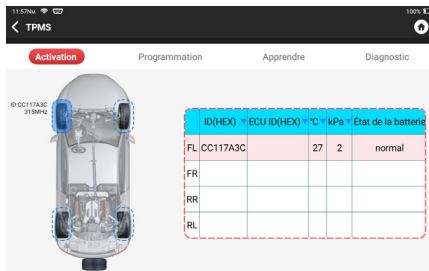 11:57NM 100%
TPMS
Activation Programmation Apprendre Diagnostic
ID:CC117A3C
315MHz
ID(HEX) ECU ID(HEX) °C kPa État de la batterie
FL CC117A3C 27 2 normal
FR
RR
RL